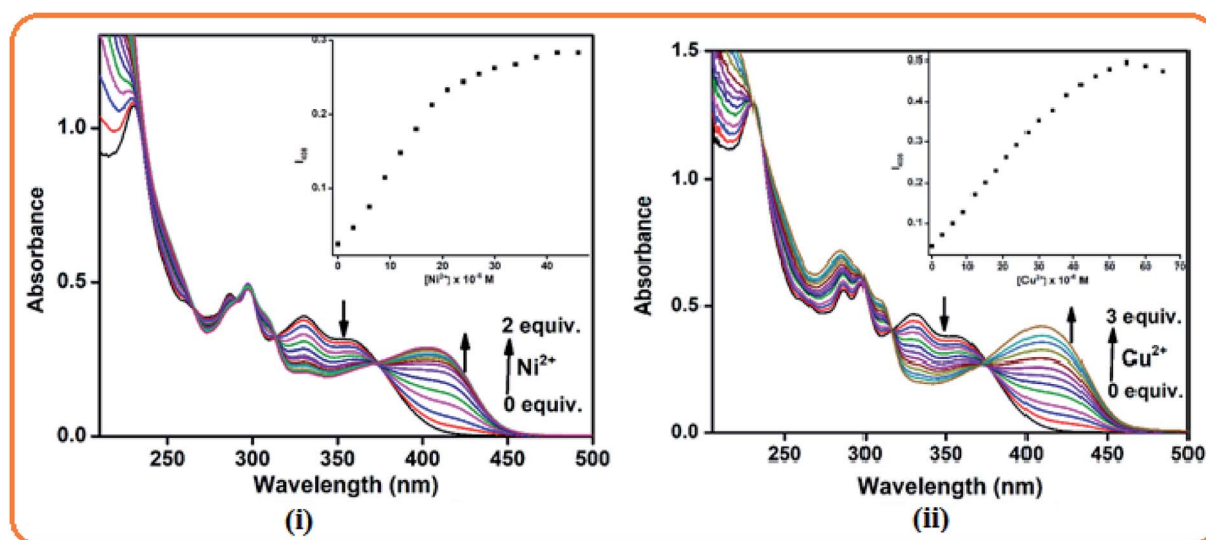 Absorbance
1.0
0.5
0.0
250 300 350 400 450 500
Wavelength (nm)
0.3
0.2
0.1
0 10 20 30 40
[Ni²⁺] x 10⁻⁶ M
2 equiv.
Ni²⁺
0 equiv.
(i)
Absorbance
1.5
1.0
0.5
0.0
250 300 350 400 450 500
Wavelength (nm)
0.5
0.4
0.3
0.2
0.1
0 10 20 30 40 50 60 70
[Cu²⁺] x 10⁻⁶ M
3 equiv.
Cu²⁺
0 equiv.
(ii)